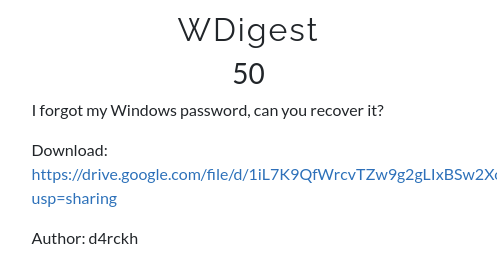 WDigest
50
I forgot my Windows password, can you recover it?
Download:
https://drive.google.com/file/d/1iL7K9QfWrcvTZw9g2gLIxBSw2X
usp=sharing
Author: d4rckh